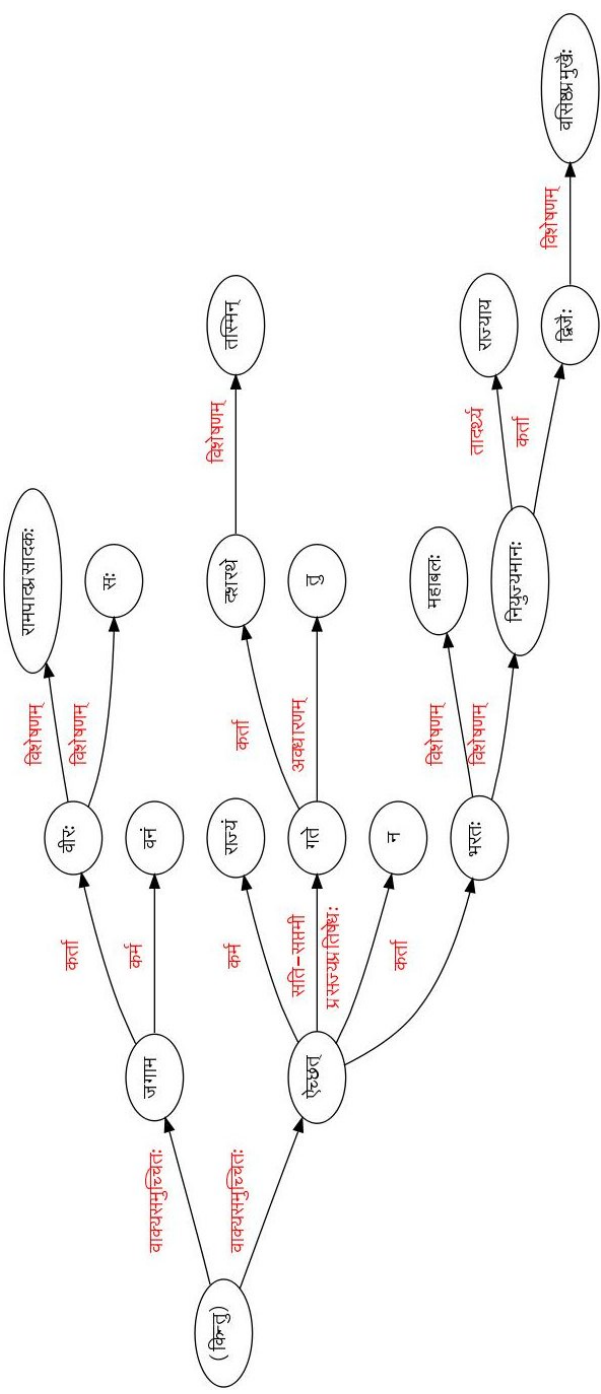 (किन्तु)
वाक्यसमुच्चितः
वाक्यसमुच्चितः
जगाम
ऐच्छत्
कर्ता
कर्म
कर्म
सति-सप्तमी
प्रसज्यप्रतिषेधः
कर्ता
वीरः
वनं
राज्यं
गते
न
भरतः
विशेषणम्
विशेषणम्
कर्ता
अवधारणम्
विशेषणम्
विशेषणम्
रामपादप्रसादकः
सः
दशरथे
तु
महाबलः
नियुज्यमानः
विशेषणम्
तादर्थ्य
कर्ता
तस्मिन्
राज्याय
द्विजैः
विशेषणम्
वसिष्ठप्रमुखैः